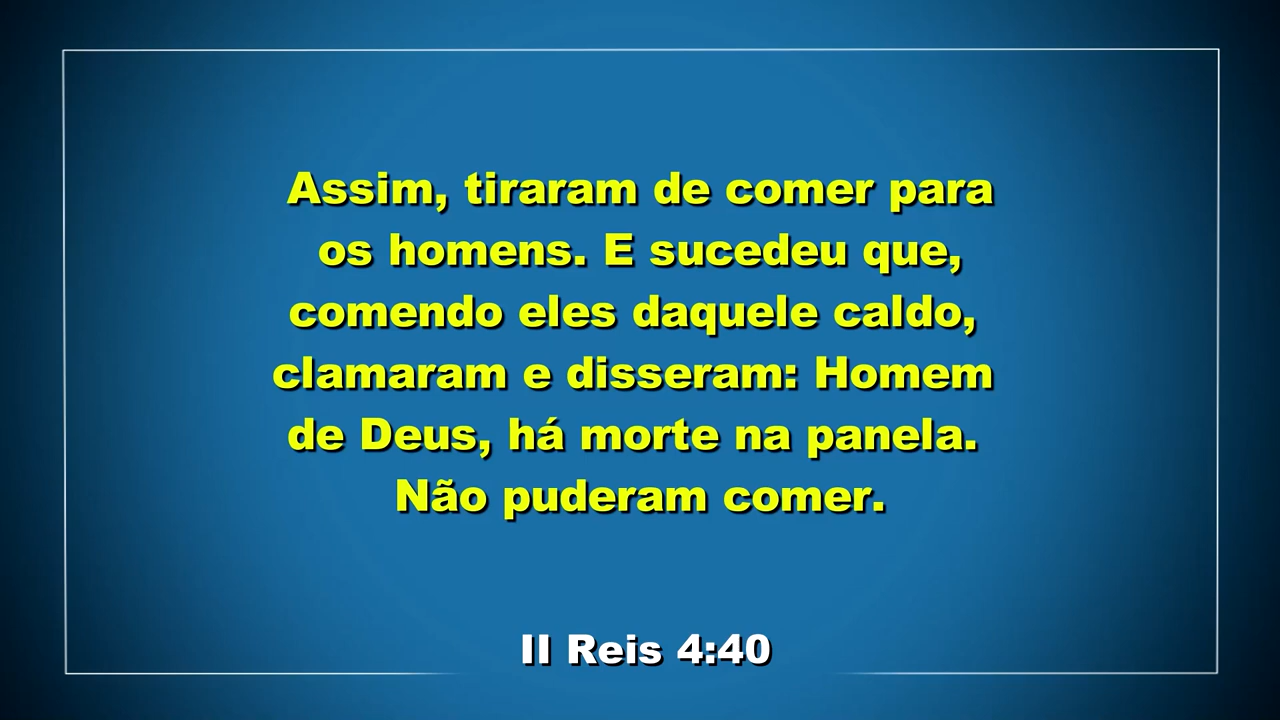 Assim, tiraram de comer para
os homens. E sucedeu que,
comendo eles daquele caldo,
clamaram e disseram: Homem
de Deus, há morte na panela.
Não puderam comer.
II Reis 4:40